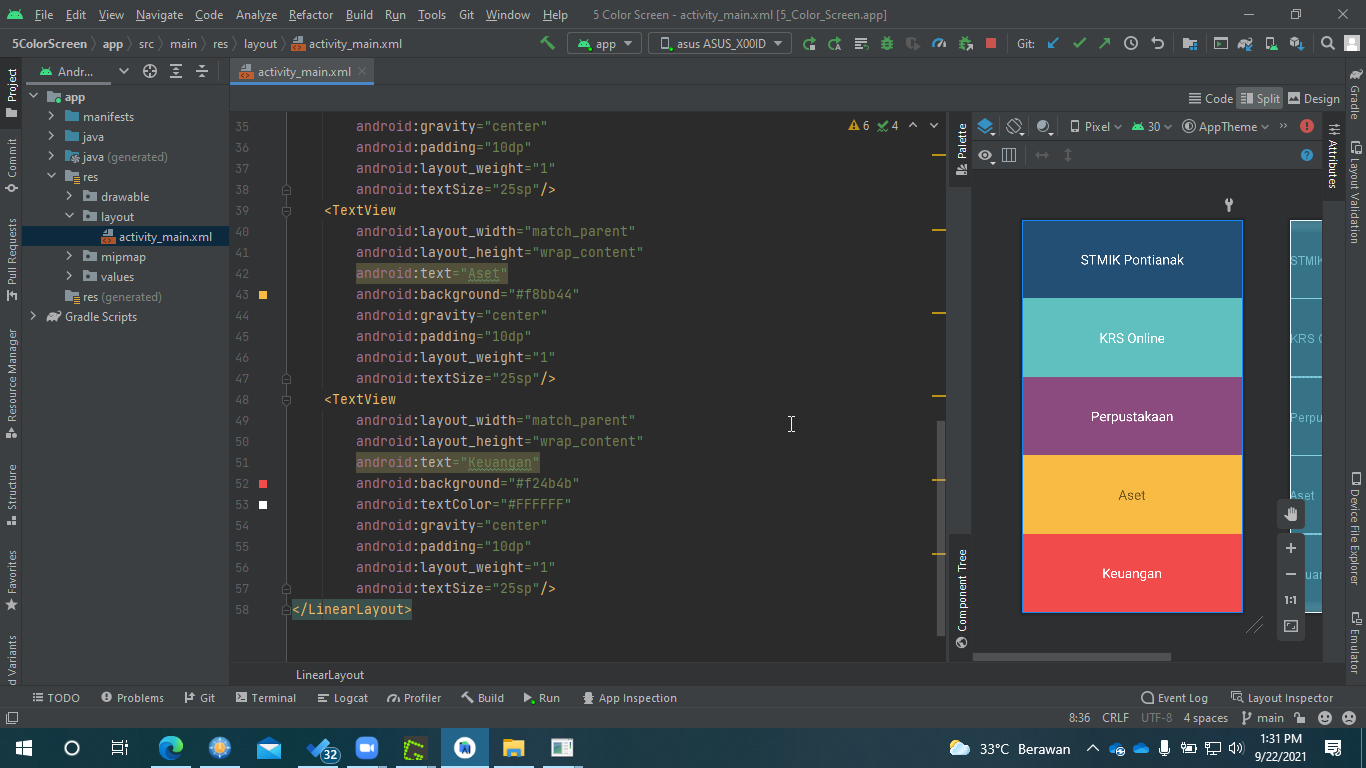 File Edit View Navigate Code Analyze Refactor Build Run Tools Git Window Help 5 Color Screen - activity_main.xml [5_Color_Screen.app]
5ColorScreen app src main res layout activity_main.xml app asus ASUS_X00ID Git:
Andr... activity_main.xml
Code Split Design
Project
Commit
Pull Requests
Resource Manager
Structure
Favorites
d Variants
app
manifests
java
java (generated)
res
drawable
layout
activity_main.xml
mipmap
values
res (generated)
Gradle Scripts
6 4
35 android:gravity="center"
36 android:padding="10dp"
37 android:layout_weight="1"
38 android:textSize="25sp"/>
39 <TextView
40 android:layout_width="match_parent"
41 android:layout_height="wrap_content"
42 android:text="Aset"
43 android:background="#f8bb44"
44 android:gravity="center"
45 android:padding="10dp"
46 android:layout_weight="1"
47 android:textSize="25sp"/>
48 <TextView
49 android:layout_width="match_parent"
50 android:layout_height="wrap_content"
51 android:text="Keuangan"
52 android:background="#f24b4b"
53 android:textColor="#FFFFFF"
54 android:gravity="center"
55 android:padding="10dp"
56 android:layout_weight="1"
57 android:textSize="25sp"/>
58 </LinearLayout>
LinearLayout
Palette
Component Tree
Pixel 30 AppTheme
STMIK Pontianak
KRS Online
Perpustakaan
Aset
Keuangan
STMIK
KRS O
Perpu
Aset
uan
1:1
Attributes
Gradle
Layout Validation
Device File Explorer
Emulator
TODO Problems Git Terminal Logcat Profiler Build Run App Inspection Event Log Layout Inspector
8:36 CRLF UTF-8 4 spaces main
32 33°C Berawan 1:31 PM
9/22/2021